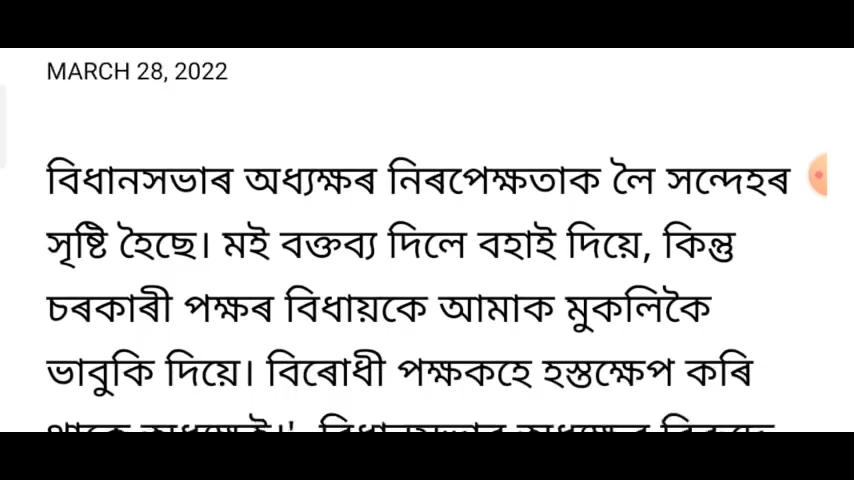 MARCH 28, 2022
বিধানসভাৰ অধ্যক্ষৰ নিৰপেক্ষতাক লৈ সন্দেহৰ
সৃষ্টি হৈছে। মই বক্তব্য দিলে বহাই দিয়ে, কিন্তু
চৰকাৰী পক্ষৰ বিধায়কে আমাক মুকলিকৈ
ভাবুকি দিয়ে। বিৰোধী পক্ষকহে হস্তক্ষেপ কৰি